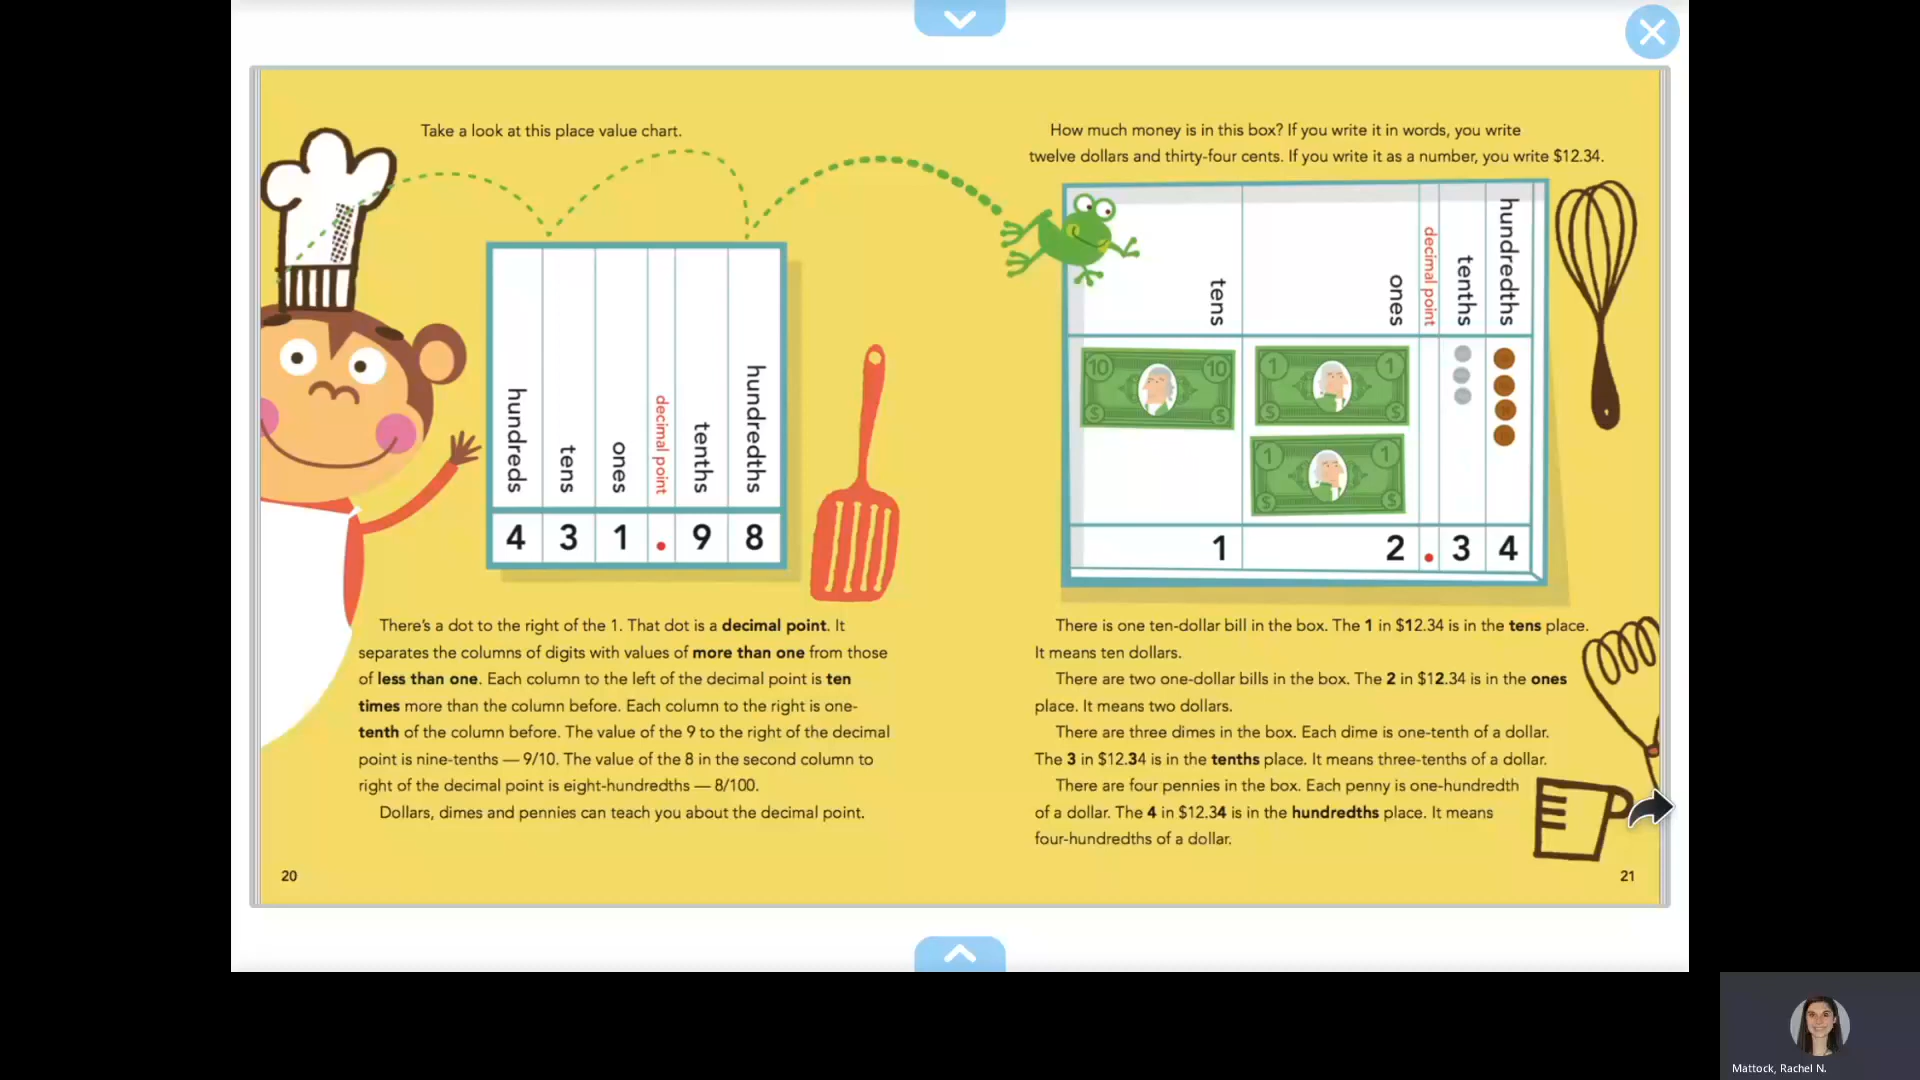 Take a look at this place value chart.
hundreds
tens
ones
decimal point
tenths
hundredths
4 3 1 . 9 8
There's a dot to the right of the 1. That dot is a decimal point. It
separates the columns of digits with values of more than one from those
of less than one. Each column to the left of the decimal point is ten
times more than the column before. Each column to the right is one-
tenth of the column before. The value of the 9 to the right of the decimal
point is nine-tenths — 9/10. The value of the 8 in the second column to
right of the decimal point is eight-hundredths — 8/100.
Dollars, dimes and pennies can teach you about the decimal point.
20
How much money is in this box? If you write it in words, you write
twelve dollars and thirty-four cents. If you write it as a number, you write $12.34.
tens
ones
decimal point
tenths
hundredths
10 10
$ $
1 1
$ $
1 1
$ $
1 2 . 3 4
There is one ten-dollar bill in the box. The 1 in $12.34 is in the tens place.
It means ten dollars.
There are two one-dollar bills in the box. The 2 in $12.34 is in the ones
place. It means two dollars.
There are three dimes in the box. Each dime is one-tenth of a dollar.
The 3 in $12.34 is in the tenths place. It means three-tenths of a dollar.
There are four pennies in the box. Each penny is one-hundredth
of a dollar. The 4 in $12.34 is in the hundredths place. It means
four-hundredths of a dollar.
21
Mattock, Rachel N.